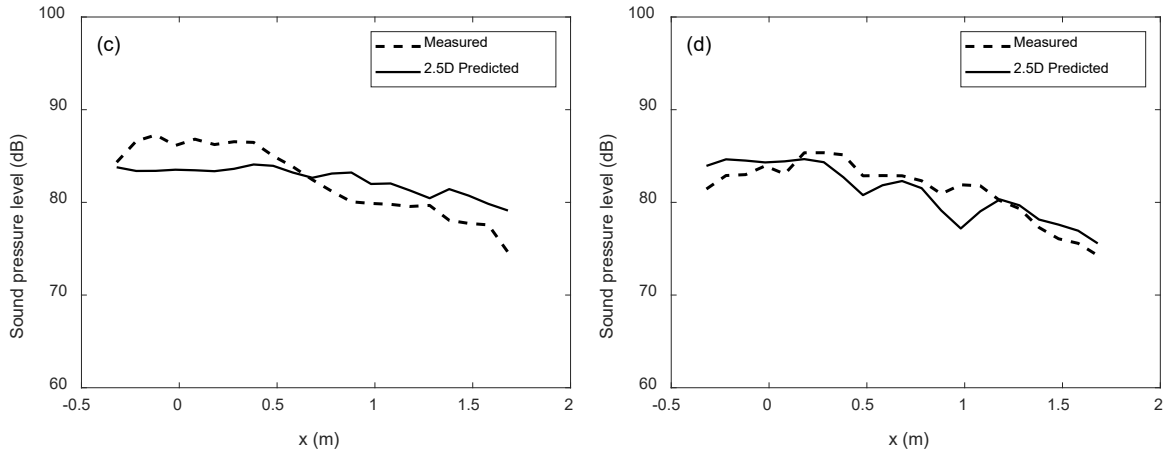 (c)
Measured
2.5D Predicted
Sound pressure level (dB)
100
90
80
70
60
-0.5
0
0.5
1
1.5
2
x (m)
(d)
Measured
2.5D Predicted
Sound pressure level (dB)
100
90
80
70
60
-0.5
0
0.5
1
1.5
2
x (m)